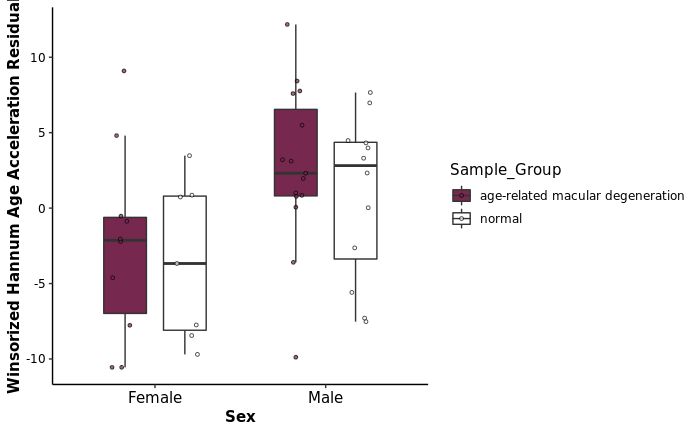 Winsorized Hannum Age Acceleration Residual
10
5
0
-5
-10
Female
Male
Sex
Sample_Group
age-related macular degeneration
normal